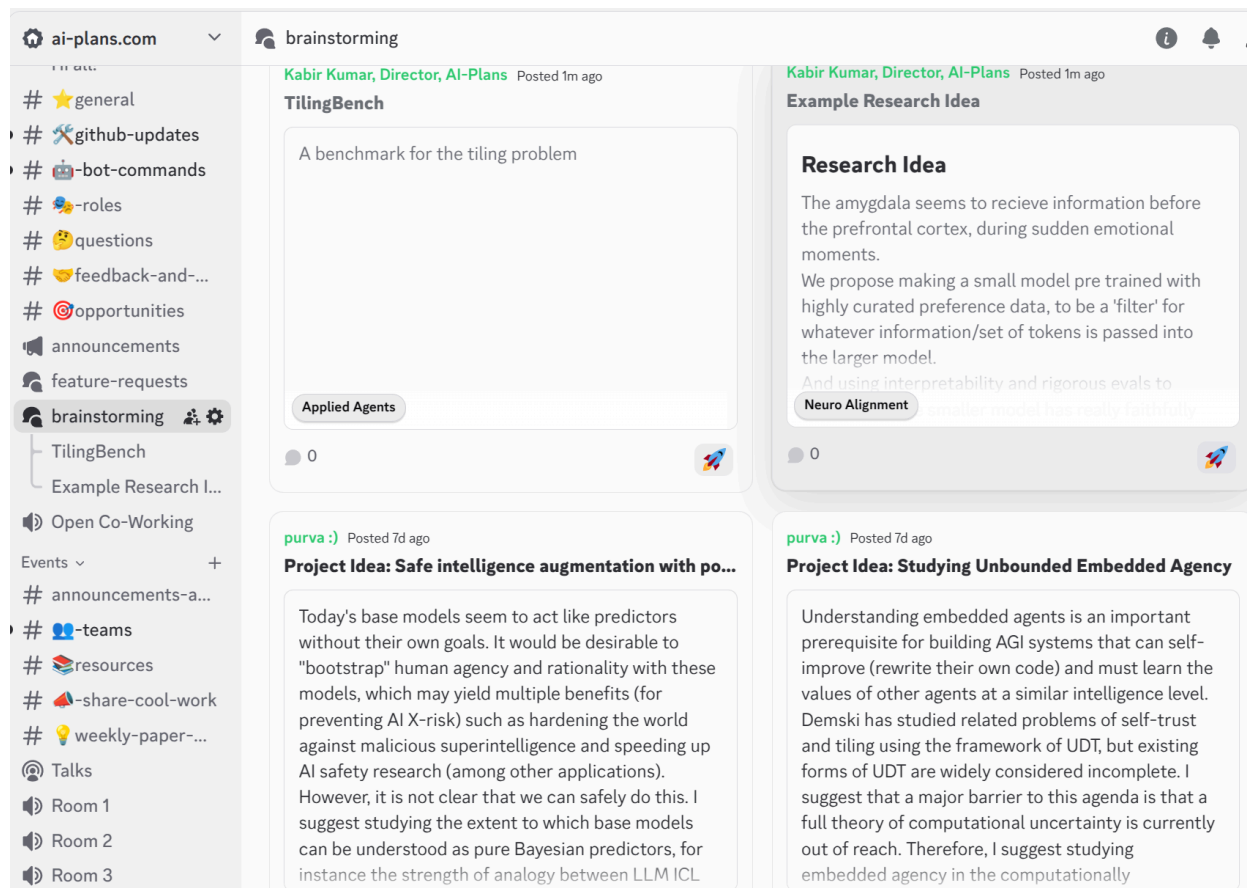 ai-plans.com
brainstorming
# ⭐general
# 🛠️github-updates
# 🤖-bot-commands
# 🎭-roles
# 🤔questions
# 🤝feedback-and-...
# 🎯opportunities
announcements
feature-requests
brainstorming
TilingBench
Example Research I...
Open Co-Working
Events
# announcements-a...
# 👥-teams
# 📚resources
# 📣-share-cool-work
# 💡weekly-paper-...
Talks
Room 1
Room 2
Room 3
Kabir Kumar, Director, AI-Plans Posted 1m ago
TilingBench
A benchmark for the tiling problem
Applied Agents
0
Kabir Kumar, Director, AI-Plans Posted 1m ago
Example Research Idea
Research Idea
The amygdala seems to recieve information before
the prefrontal cortex, during sudden emotional
moments.
We propose making a small model pre trained with
highly curated preference data, to be a 'filter' for
whatever information/set of tokens is passed into
the larger model.
And using interpretability and rigorous evals to
smaller model has really faithfully
Neuro Alignment
0
purva :) Posted 7d ago
Project Idea: Safe intelligence augmentation with po...
Today's base models seem to act like predictors
without their own goals. It would be desirable to
"bootstrap" human agency and rationality with these
models, which may yield multiple benefits (for
preventing AI X-risk) such as hardening the world
against malicious superintelligence and speeding up
AI safety research (among other applications).
However, it is not clear that we can safely do this. I
suggest studying the extent to which base models
can be understood as pure Bayesian predictors, for
instance the strength of analogy between LLM ICL
purva :) Posted 7d ago
Project Idea: Studying Unbounded Embedded Agency
Understanding embedded agents is an important
prerequisite for building AGI systems that can self-
improve (rewrite their own code) and must learn the
values of other agents at a similar intelligence level.
Demski has studied related problems of self-trust
and tiling using the framework of UDT, but existing
forms of UDT are widely considered incomplete. I
suggest that a major barrier to this agenda is that a
full theory of computational uncertainty is currently
out of reach. Therefore, I suggest studying
embedded agency in the computationally